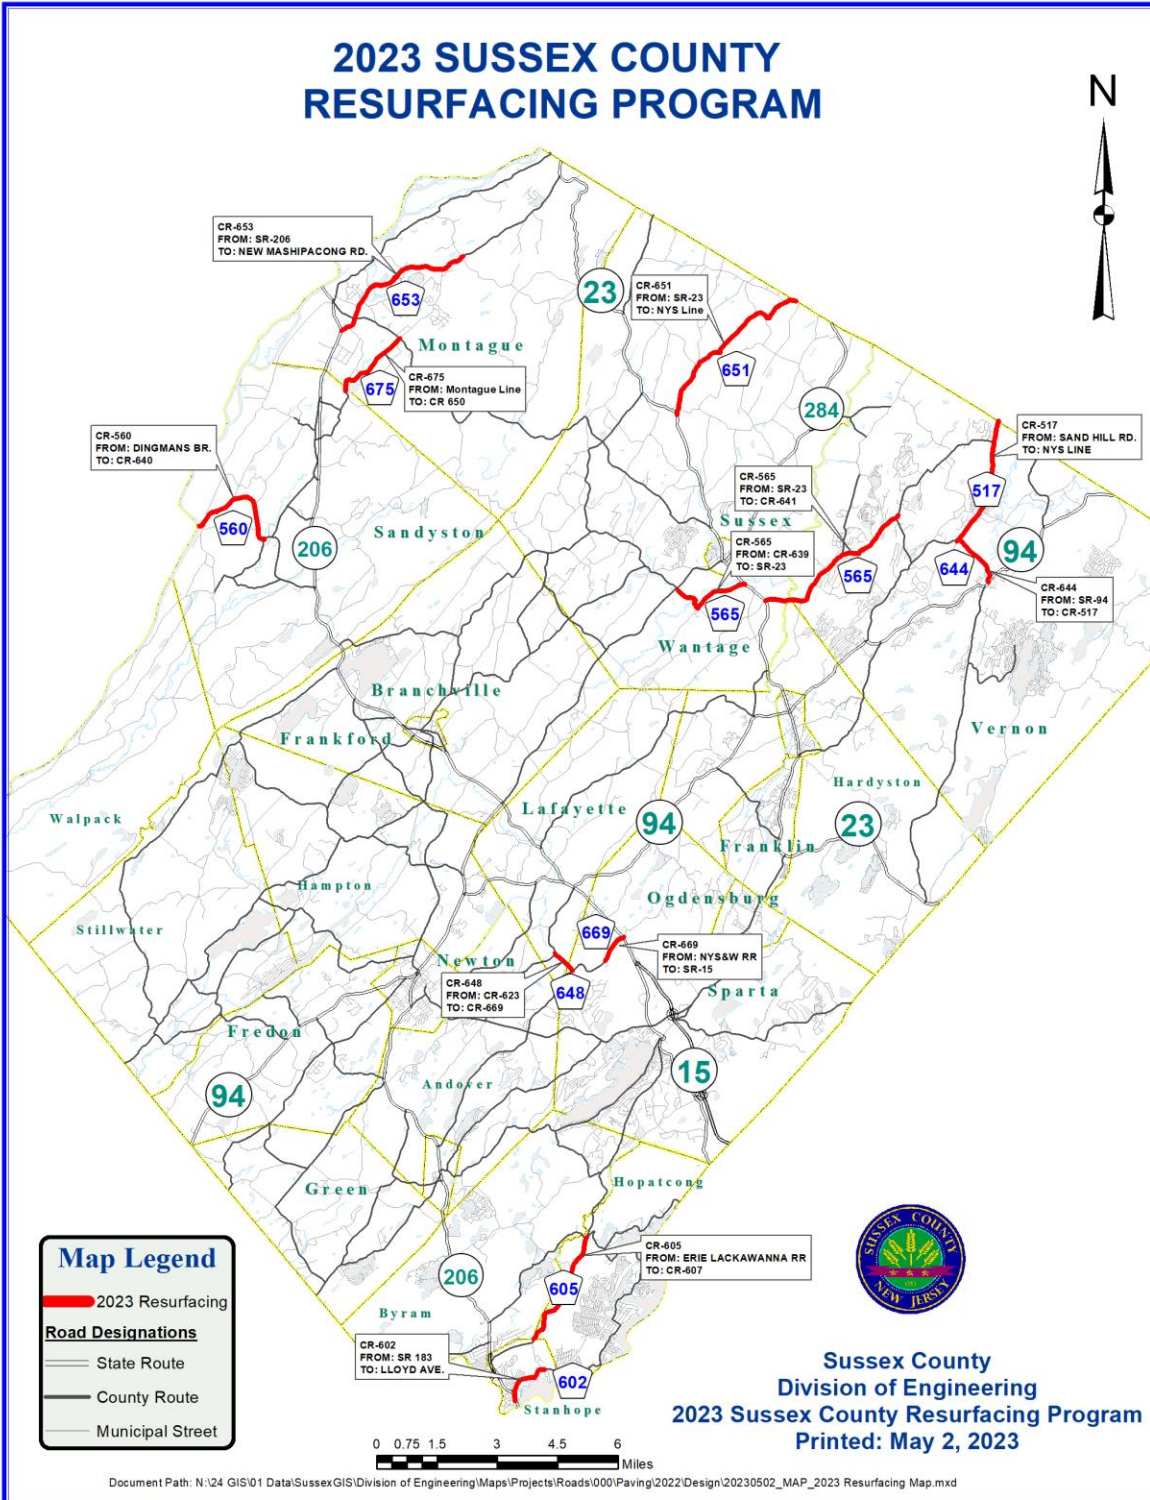 2023 SUSSEX COUNTY
RESURFACING PROGRAM
N
CR-653
FROM: SR-206
TO: NEW MASHIPACONG RD.
653
23
CR-651
FROM: SR-23
TO: NYS Line
651
Montague
CR-675
FROM: Montague Line
TO: CR 650
675
284
CR-517
FROM: SAND HILL RD.
TO: NYS LINE
517
CR-560
FROM: DINGMANS BR.
TO: CR-640
560
206
Sandyston
CR-565
FROM: SR-23
TO: CR-641
Sussex
CR-565
FROM: CR-639
TO: SR-23
565
565
644
94
CR-644
FROM: SR-94
TO: CR-517
Wantage
Branchville
Frankford
Vernon
Hardyston
Lafayette
94
23
Franklin
Walpack
Hampton
Ogdensburg
Stillwater
669
CR-669
FROM: NYS&W RR
TO: SR-15
Newton
CR-648
FROM: CR-623
TO: CR-669
648
Sparta
Fredon
94
Andover
15
Green
Hopatcong
CR-605
FROM: ERIE LACKAWANNA RR
TO: CR-607
605
206
Byram
CR-602
FROM: SR 183
TO: LLOYD AVE.
602
Stanhope
Map Legend
2023 Resurfacing
Road Designations
State Route
County Route
Municipal Street
SUSSEX COUNTY
1753
NEW JERSEY
Sussex County
Division of Engineering
2023 Sussex County Resurfacing Program
Printed: May 2, 2023
0 0.75 1.5 3 4.5 6
Miles
Document Path: N:\24 GIS\01 Data\SussexGIS\Division of Engineering\Maps\Projects\Roads\000\Paving\2022\Design\20230502_MAP_2023 Resurfacing Map.mxd